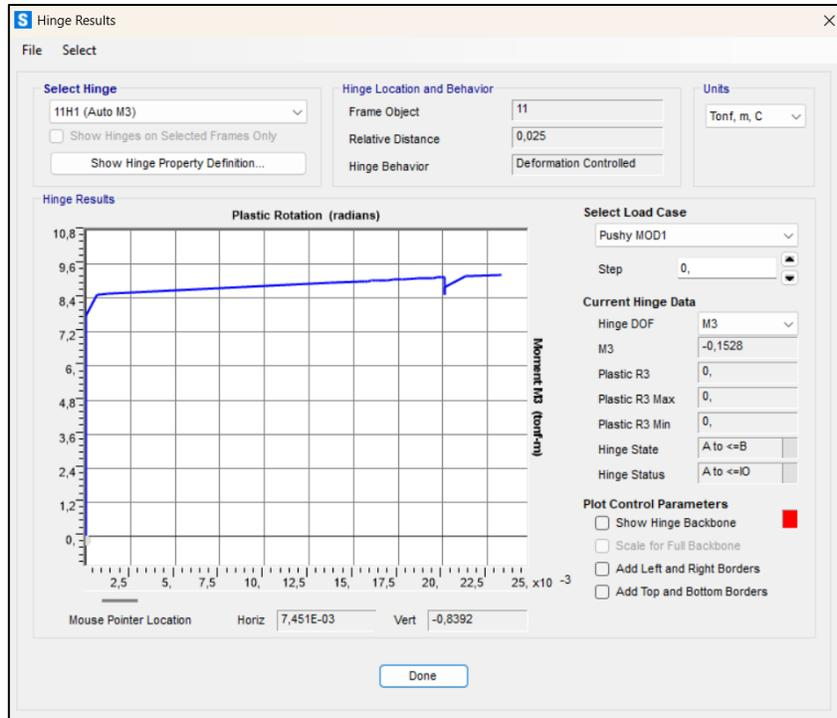 S Hinge Results
File Select
Select Hinge
11H1 (Auto M3)
Show Hinges on Selected Frames Only
Show Hinge Property Definition...
Hinge Location and Behavior
Frame Object 11
Relative Distance 0,025
Hinge Behavior Deformation Controlled
Units
Tonf, m, C
Hinge Results
Plastic Rotation (radians)
10,8
9,6
8,4
7,2
6,
4,8
3,6
2,4
1,2
0,
Moment M3 (tonf-m)
2,5 5, 7,5 10, 12,5 15, 17,5 20, 22,5 25, x10 -3
Mouse Pointer Location Horiz 7,451E-03 Vert -0,8392
Select Load Case
Pushy MOD1
Step 0,
Current Hinge Data
Hinge DOF M3
M3 -0,1528
Plastic R3 0,
Plastic R3 Max 0,
Plastic R3 Min 0,
Hinge State A to <=B
Hinge Status A to <=IO
Plot Control Parameters
Show Hinge Backbone
Scale for Full Backbone
Add Left and Right Borders
Add Top and Bottom Borders
Done